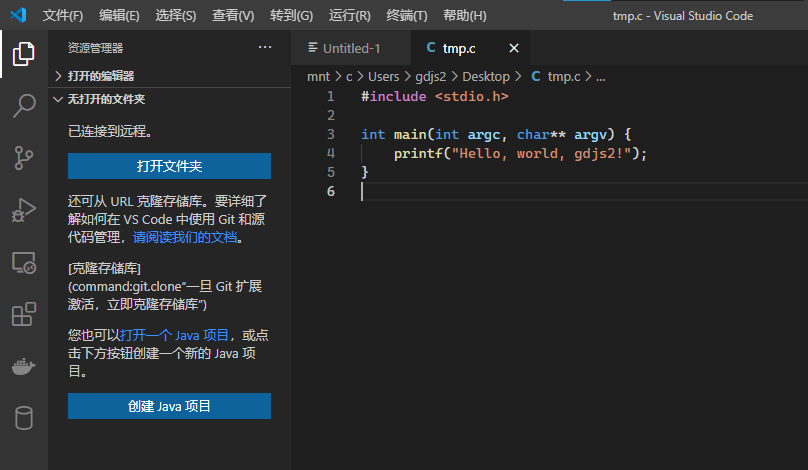 文件(F) 编辑(E) 选择(S) 查看(V) 转到(G) 运行(R) 终端(T) 帮助(H) tmp.c - Visual Studio Code
资源管理器 ···
打开的编辑器
无打开的文件夹
已连接到远程。
打开文件夹
还可从 URL 克隆存储库。要详细了
解如何在 VS Code 中使用 Git 和源
代码管理，请阅读我们的文档。
[克隆存储库]
(command:git.clone“一旦 Git 扩展
激活，立即克隆存储库”)
您也可以打开一个 Java 项目，或点
击下方按钮创建一个新的 Java 项
目。
创建 Java 项目
Untitled-1 C tmp.c ×
mnt > c > Users > gdjs2 > Desktop > C tmp.c > ...
1 #include <stdio.h>
2
3 int main(int argc, char** argv) {
4 printf("Hello, world, gdjs2!");
5 }
6